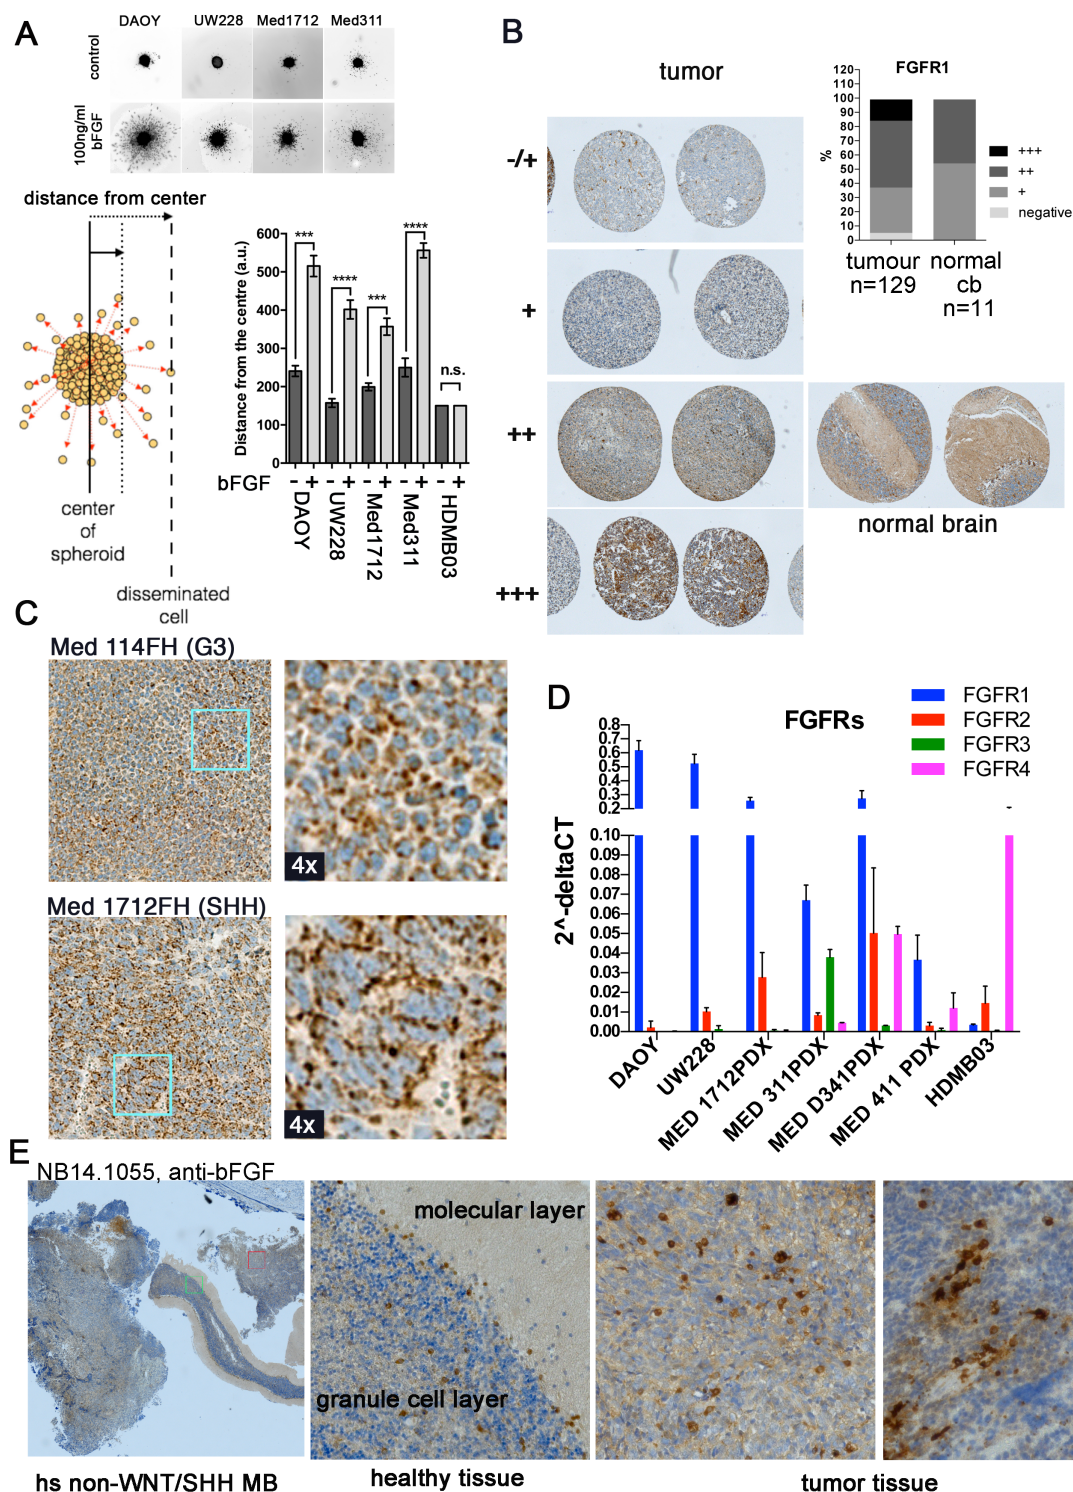 A
DAOY UW228 Med1712 Med311
control
100ng/ml
bFGF
distance from center
center
of
spheroid
disseminated
cell
Distance from the centre (a.u.)
600
500
400
300
200
100
0
***
****
***
****
n.s.
bFGF - + - + - + - + - +
DAOY
UW228
Med1712
Med311
HDMB03
B
tumor
-/+
+
++
+++
normal brain
FGFR1
%
120
110
100
90
80
70
60
50
40
30
20
10
0
+++
++
+
negative
tumour
n=129
normal
cb
n=11
C
Med 114FH (G3)
4x
Med 1712FH (SHH)
4x
D
FGFRs
FGFR1
FGFR2
FGFR3
FGFR4
2^-deltaCT
0.8
0.7
0.6
0.5
0.4
0.3
0.2
0.10
0.09
0.08
0.07
0.06
0.05
0.04
0.03
0.02
0.01
0.00
DAOY
UW228
MED 1712PDX
MED 311PDX
MED D341PDX
MED 411 PDX
HDMB03
E
NB14.1055, anti-bFGF
molecular layer
granule cell layer
hs non-WNT/SHH MB
healthy tissue
tumor tissue